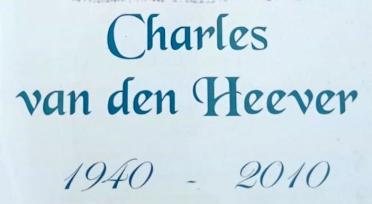 Charles
van den Heever
1940 - 2010